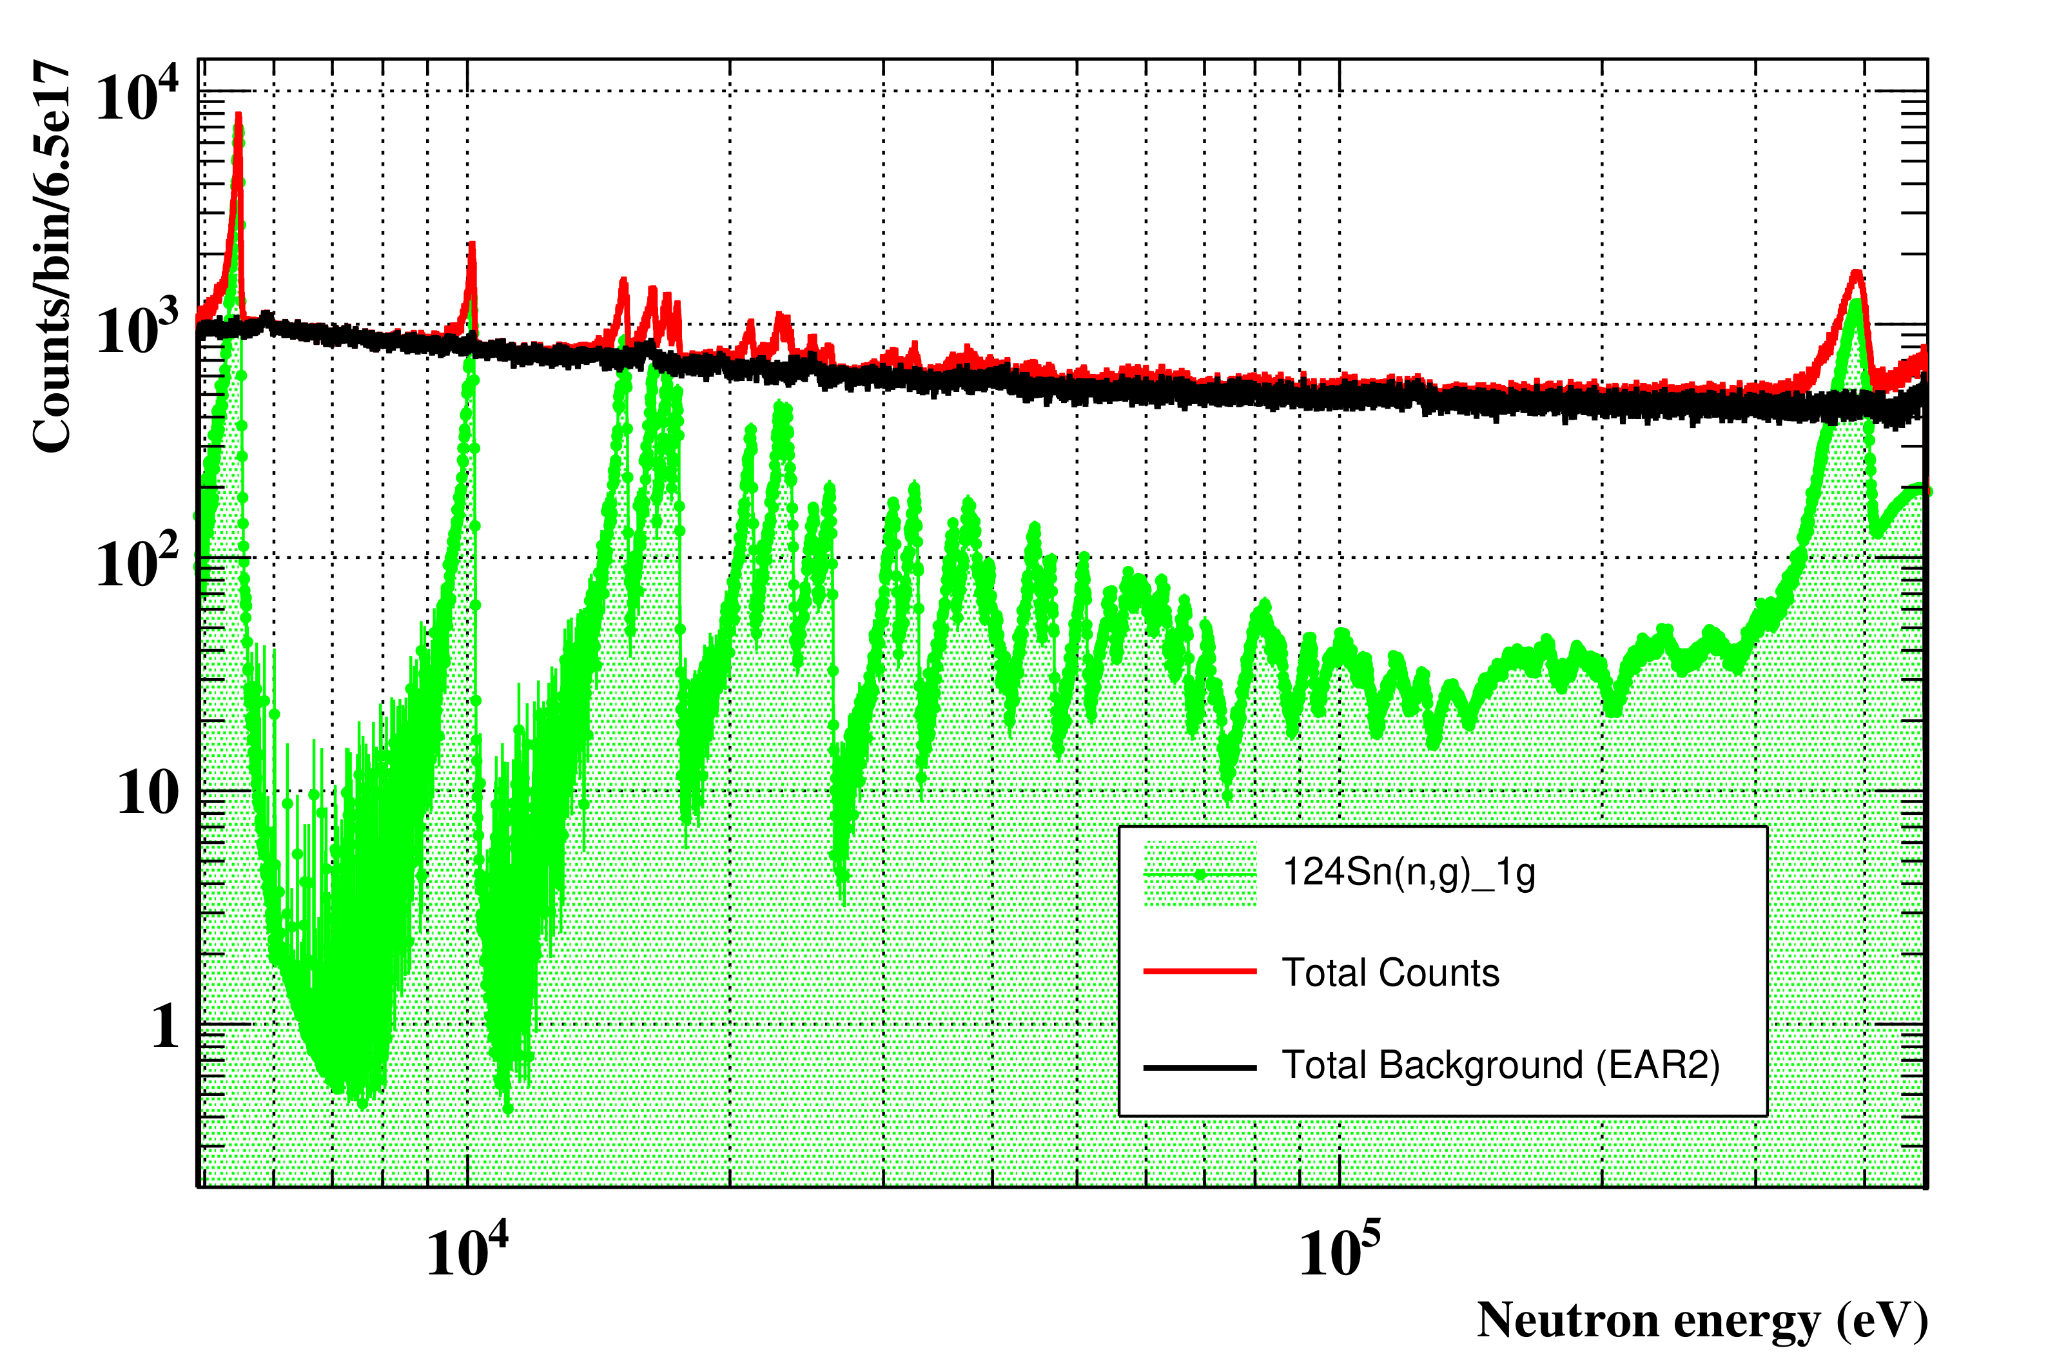 Counts/bin/6.5e17
10⁴
10³
10²
10
1
124Sn(n,g)_1g
Total Counts
Total Background (EAR2)
10⁴
10⁵
Neutron energy (eV)